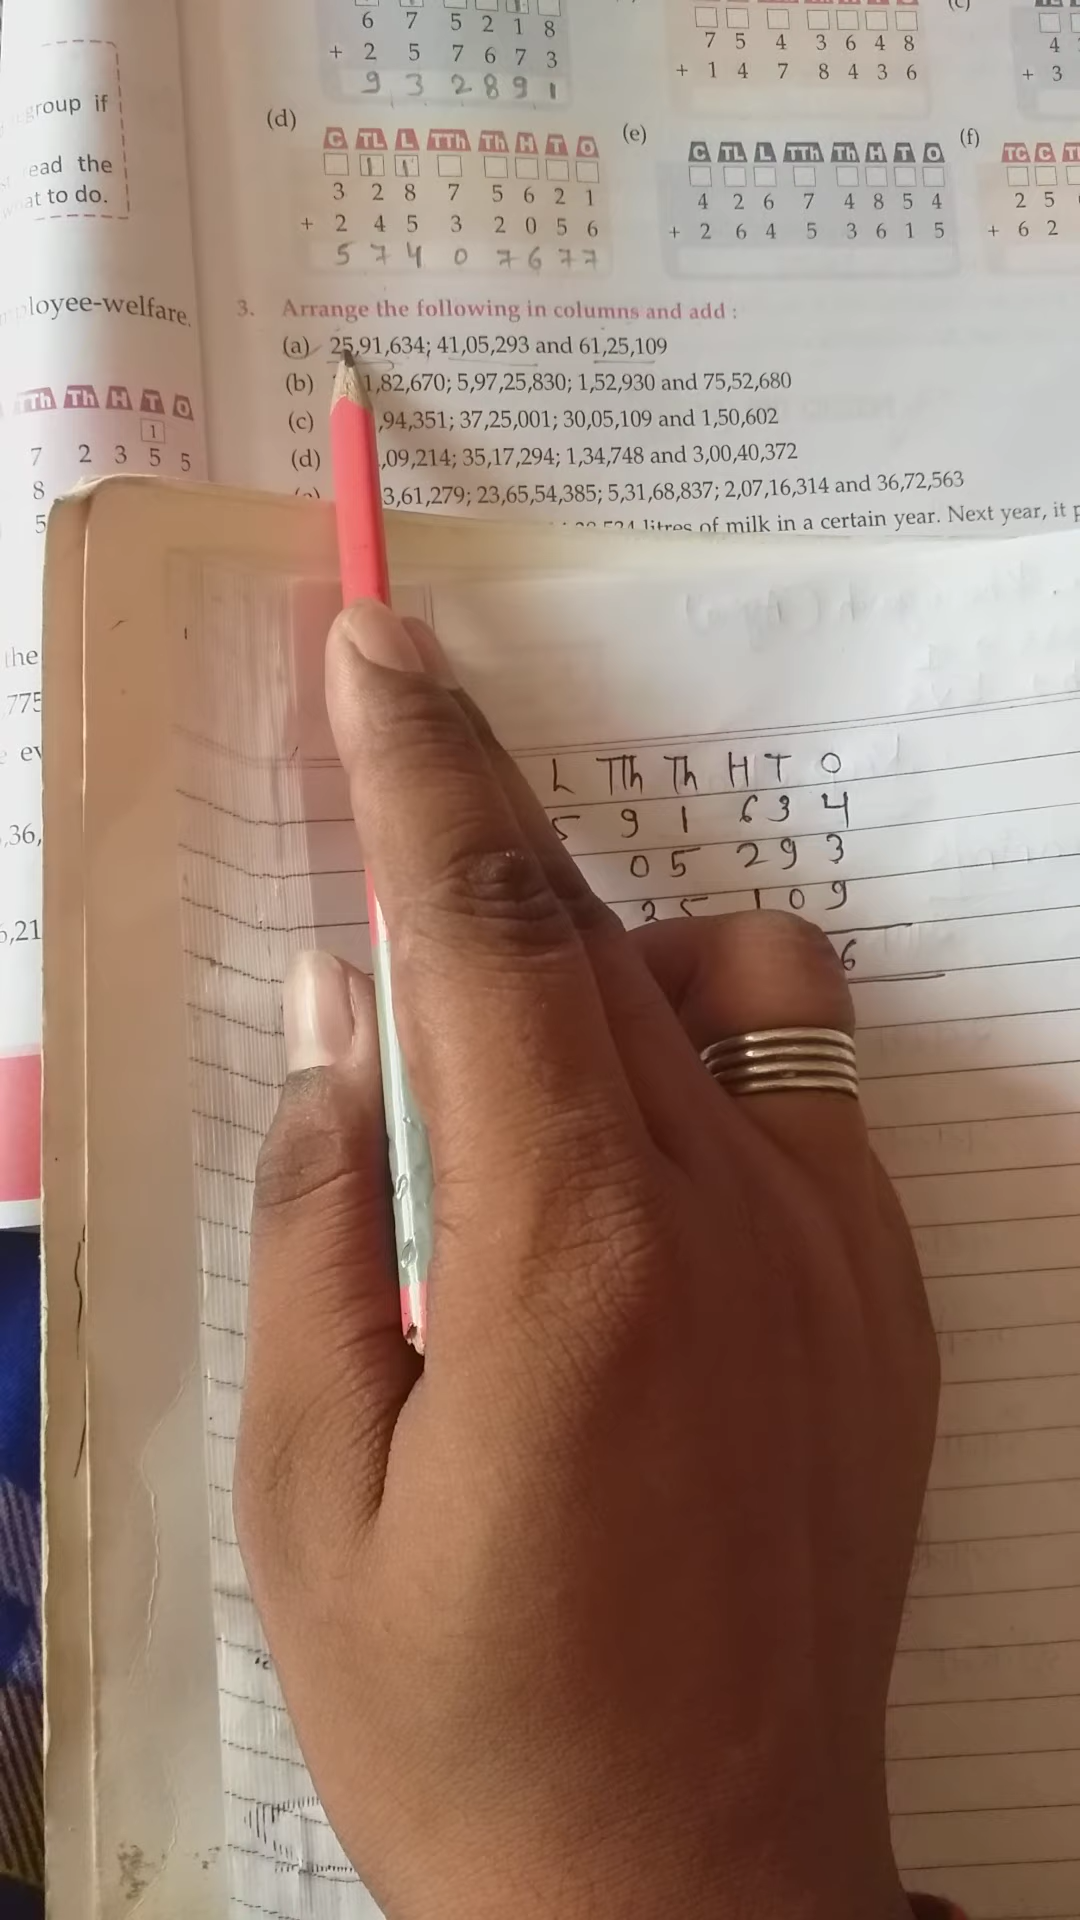 6 7 5 2 1 8
+ 2 5 7 6 7 3
9 3 2 8 9 1
7 5 4 3 6 4 8
+ 1 4 7 8 4 3 6
(c)
4
+ 3
group if
ead the
at to do.
(d)
C TL L TTh Th H T O
1 1
3 2 8 7 5 6 2 1
+ 2 4 5 3 2 0 5 6
5 7 4 0 7 6 7 7
(e)
C TL L TTh Th H T O
4 2 6 7 4 8 5 4
+ 2 6 4 5 3 6 1 5
(f)
TC C T
2 5
+ 6 2
ployee-welfare.
3. Arrange the following in columns and add :
(a) 25,91,634; 41,05,293 and 61,25,109
(b) 1,82,670; 5,97,25,830; 1,52,930 and 75,52,680
(c) ,94,351; 37,25,001; 30,05,109 and 1,50,602
(d) ,09,214; 35,17,294; 1,34,748 and 3,00,40,372
3,61,279; 23,65,54,385; 5,31,68,837; 2,07,16,314 and 36,72,563
litres of milk in a certain year. Next year, it p
TTh Th H T O
1
7 2 3 5 5
8
5
the
775
ev
,36,
5,21
L TTh Th H T O
5 9 1 6 3 4
0 5 2 9 3
2 5 1 0 9
6